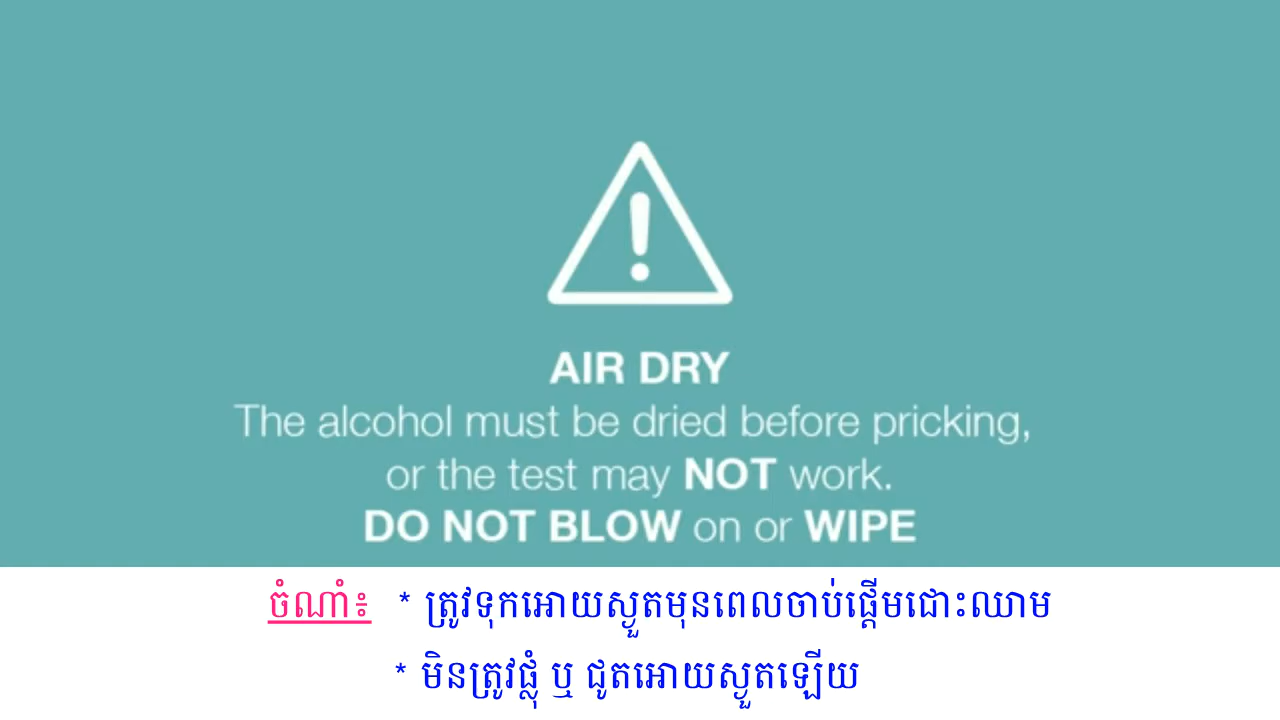 AIR DRY
The alcohol must be dried before pricking,
or the test may NOT work.
DO NOT BLOW on or WIPE
ចំណាំ៖ * ត្រូវទុកអោយស្ងួតមុនពេលចាប់ផ្តើមជោះឈាម
* មិនត្រូវផ្លុំ ឬ ជូតអោយស្ងួតឡើយ